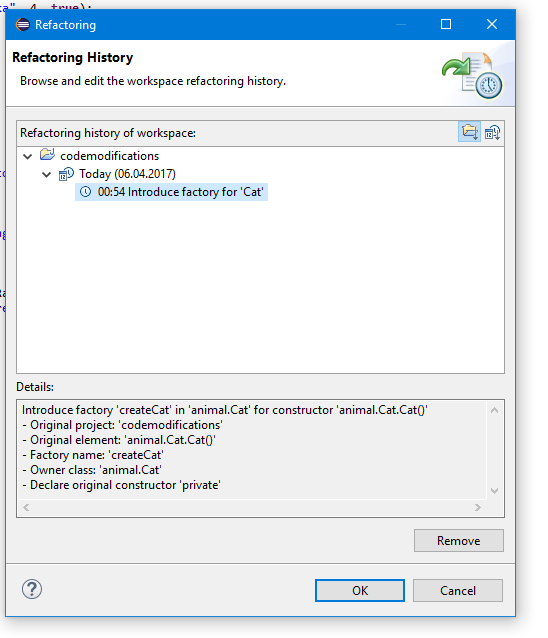 a", 4, true);
Refactoring
Refactoring History
Browse and edit the workspace refactoring history.
Refactoring history of workspace:
codemodifications
Today (06.04.2017)
00:54 Introduce factory for 'Cat'
Details:
Introduce factory 'createCat' in 'animal.Cat' for constructor 'animal.Cat.Cat()'
- Original project: 'codemodifications'
- Original element: 'animal.Cat.Cat()'
- Factory name: 'createCat'
- Owner class: 'animal.Cat'
- Declare original constructor 'private'
Remove
?
OK
Cancel